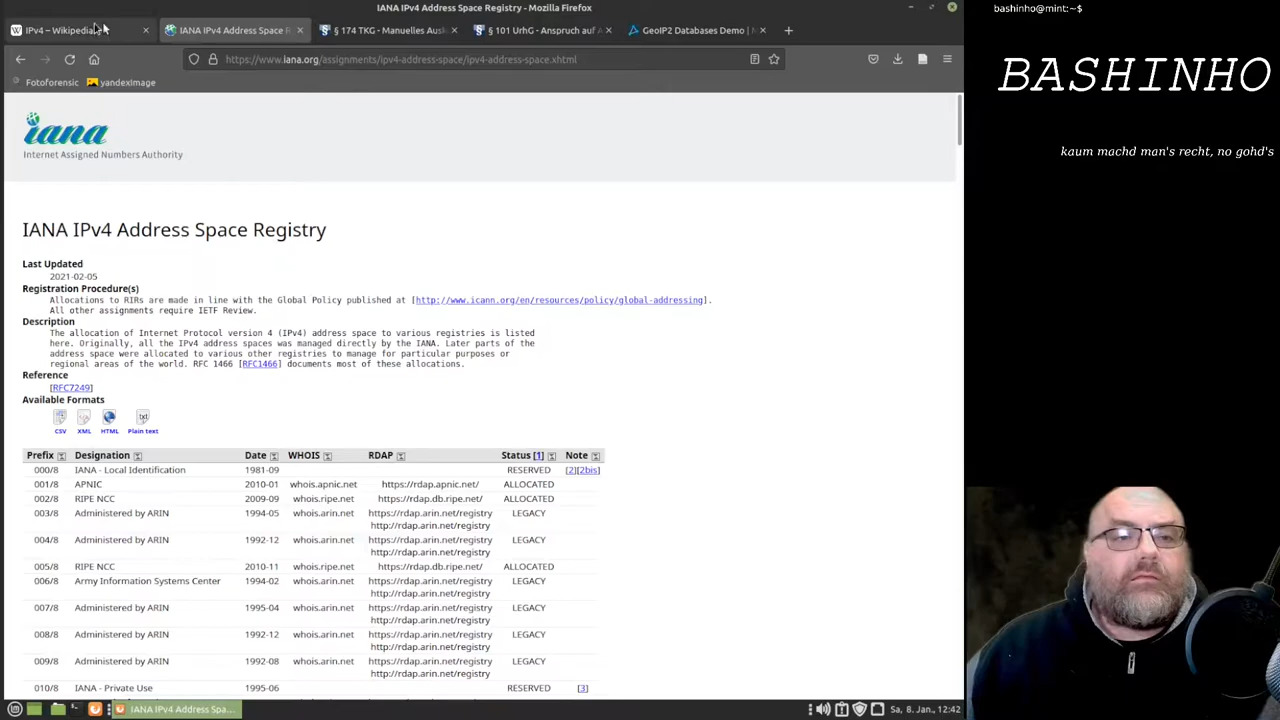 IANA IPv4 Address Space Registry - Mozilla Firefox
IPv4 – Wikipedia
IANA IPv4 Address Space R
§ 174 TKG - Manuelles Ausk
§ 101 UrhG - Anspruch auf A
GeoIP2 Databases Demo | M
https://www.iana.org/assignments/ipv4-address-space/ipv4-address-space.xhtml
Fotoforensic
yandexImage
iana
Internet Assigned Numbers Authority
IANA IPv4 Address Space Registry
Last Updated
2021-02-05
Registration Procedure(s)
Allocations to RIRs are made in line with the Global Policy published at [http://www.icann.org/en/resources/policy/global-addressing].
All other assignments require IETF Review.
Description
The allocation of Internet Protocol version 4 (IPv4) address space to various registries is listed
here. Originally, all the IPv4 address spaces was managed directly by the IANA. Later parts of the
address space were allocated to various other registries to manage for particular purposes or
regional areas of the world. RFC 1466 [RFC1466] documents most of these allocations.
Reference
[RFC7249]
Available Formats
txt
CSV XML HTML Plain text
Prefix Designation Date WHOIS RDAP Status [1] Note
000/8 IANA - Local Identification 1981-09 RESERVED [2][2bis]
001/8 APNIC 2010-01 whois.apnic.net https://rdap.apnic.net/ ALLOCATED
002/8 RIPE NCC 2009-09 whois.ripe.net https://rdap.db.ripe.net/ ALLOCATED
003/8 Administered by ARIN 1994-05 whois.arin.net https://rdap.arin.net/registry LEGACY
http://rdap.arin.net/registry
004/8 Administered by ARIN 1992-12 whois.arin.net https://rdap.arin.net/registry LEGACY
http://rdap.arin.net/registry
005/8 RIPE NCC 2010-11 whois.ripe.net https://rdap.db.ripe.net/ ALLOCATED
006/8 Army Information Systems Center 1994-02 whois.arin.net https://rdap.arin.net/registry LEGACY
http://rdap.arin.net/registry
007/8 Administered by ARIN 1995-04 whois.arin.net https://rdap.arin.net/registry LEGACY
http://rdap.arin.net/registry
008/8 Administered by ARIN 1992-12 whois.arin.net https://rdap.arin.net/registry LEGACY
http://rdap.arin.net/registry
009/8 Administered by ARIN 1992-08 whois.arin.net https://rdap.arin.net/registry LEGACY
http://rdap.arin.net/registry
010/8 IANA - Private Use 1995-06 RESERVED [3]
IANA IPv4 Address Spa...
Sa, 8. Jan., 12:42
bashinho@mint:~$
BASHINHO
kaum machd man's recht, no gohd's